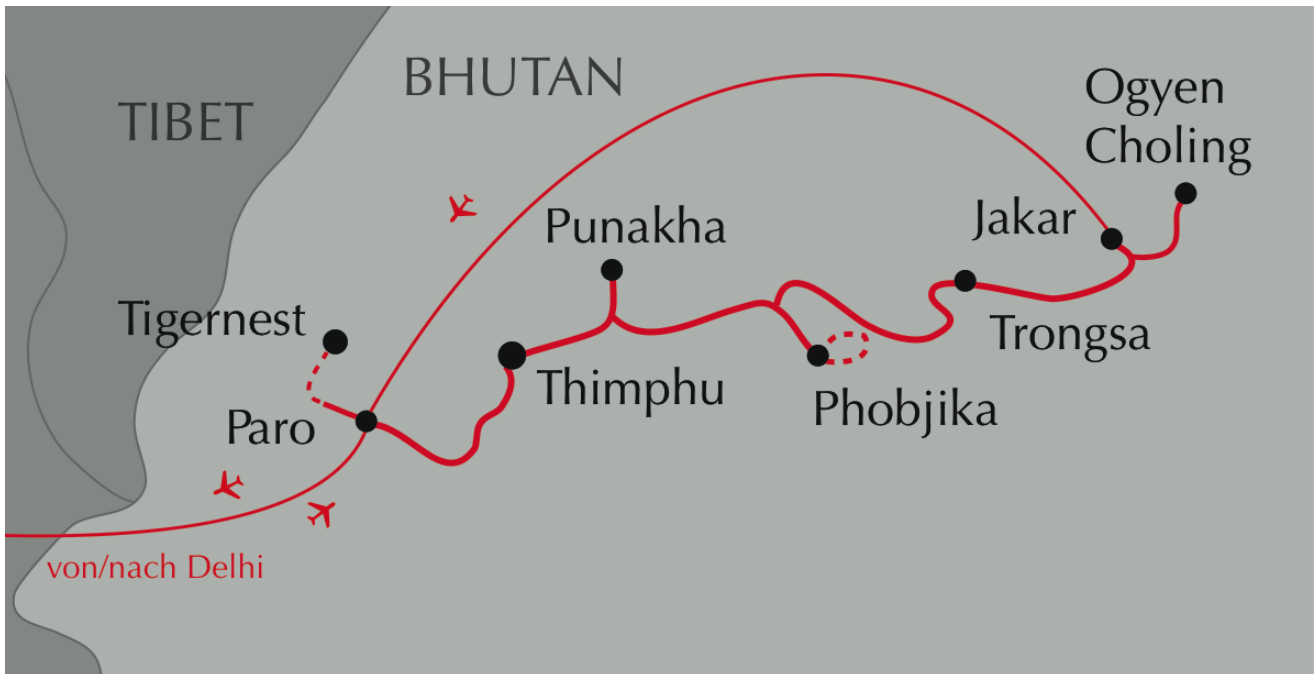 BHUTAN
TIBET
Ogyen
Choling
Jakar
Punakha
Tigernest
Trongsa
Thimphu
Phobjika
Paro
von/nach Delhi